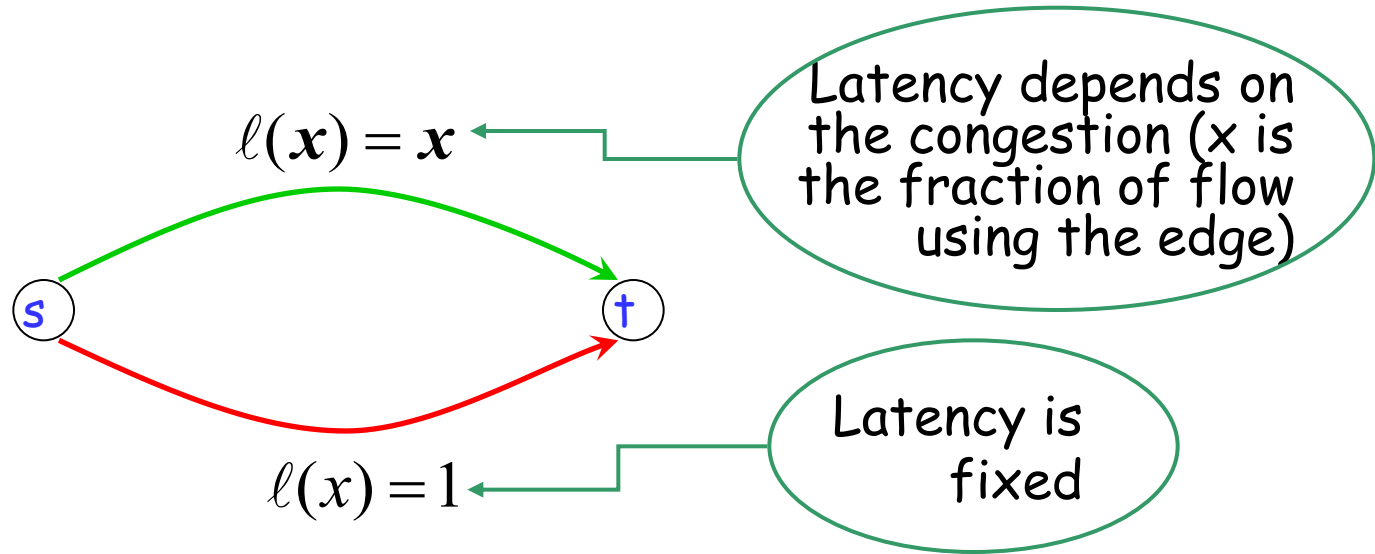 Latency depends on
the congestion (x is
the fraction of flow
using the edge)
ℓ(x) = x
s
t
Latency is
fixed
ℓ(x) = 1